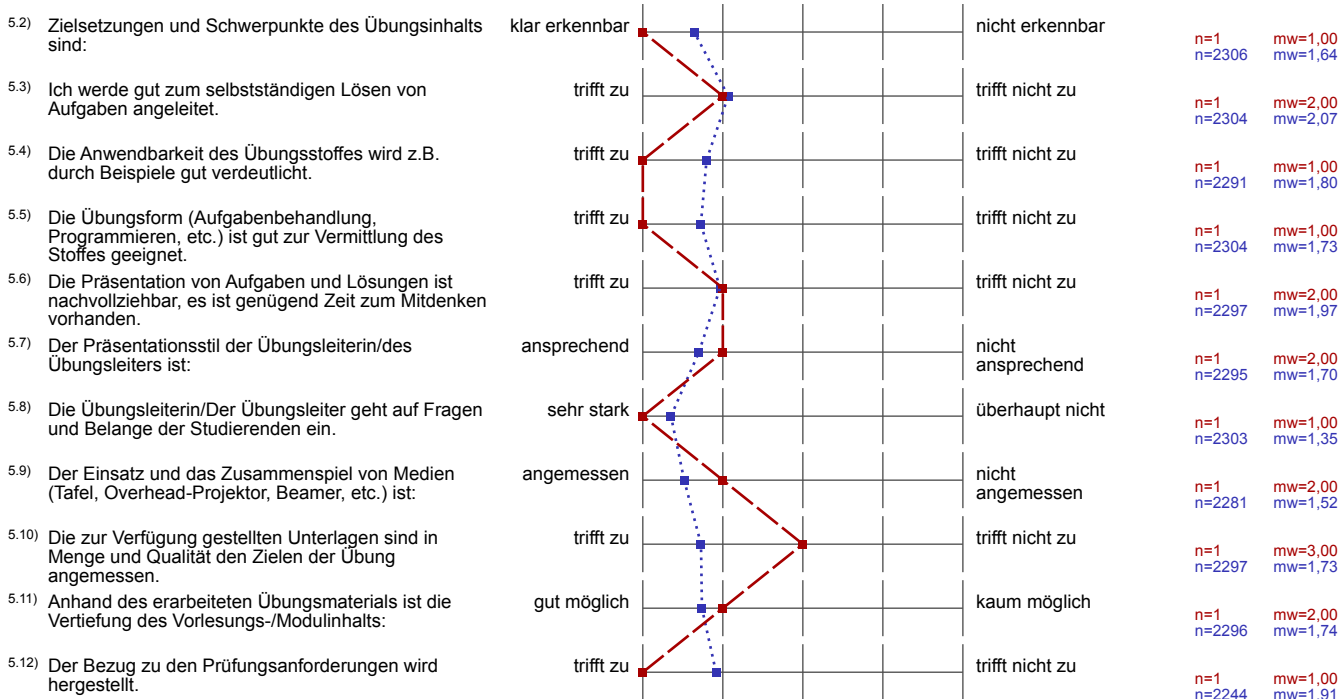 5.2) Zielsetzungen und Schwerpunkte des Übungsinhalts klar erkennbar nicht erkennbar
sind:
n=1 mw=1,00
n=2306 mw=1,64
5.3) Ich werde gut zum selbstständigen Lösen von trifft zu trifft nicht zu
Aufgaben angeleitet.
n=1 mw=2,00
n=2304 mw=2,07
5.4) Die Anwendbarkeit des Übungsstoffes wird z.B. trifft zu trifft nicht zu
durch Beispiele gut verdeutlicht.
n=1 mw=1,00
n=2291 mw=1,80
5.5) Die Übungsform (Aufgabenbehandlung, trifft zu trifft nicht zu
Programmieren, etc.) ist gut zur Vermittlung des
Stoffes geeignet.
n=1 mw=1,00
n=2304 mw=1,73
5.6) Die Präsentation von Aufgaben und Lösungen ist trifft zu trifft nicht zu
nachvollziehbar, es ist genügend Zeit zum Mitdenken
vorhanden.
n=1 mw=2,00
n=2297 mw=1,97
5.7) Der Präsentationsstil der Übungsleiterin/des ansprechend nicht
Übungsleiters ist: ansprechend
n=1 mw=2,00
n=2295 mw=1,70
5.8) Die Übungsleiterin/Der Übungsleiter geht auf Fragen sehr stark überhaupt nicht
und Belange der Studierenden ein.
n=1 mw=1,00
n=2303 mw=1,35
5.9) Der Einsatz und das Zusammenspiel von Medien angemessen nicht
(Tafel, Overhead-Projektor, Beamer, etc.) ist: angemessen
n=1 mw=2,00
n=2281 mw=1,52
5.10) Die zur Verfügung gestellten Unterlagen sind in trifft zu trifft nicht zu
Menge und Qualität den Zielen der Übung
angemessen.
n=1 mw=3,00
n=2297 mw=1,73
5.11) Anhand des erarbeiteten Übungsmaterials ist die gut möglich kaum möglich
Vertiefung des Vorlesungs-/Modulinhalts:
n=1 mw=2,00
n=2296 mw=1,74
5.12) Der Bezug zu den Prüfungsanforderungen wird trifft zu trifft nicht zu
hergestellt.
n=1 mw=1,00
n=2244 mw=1,91